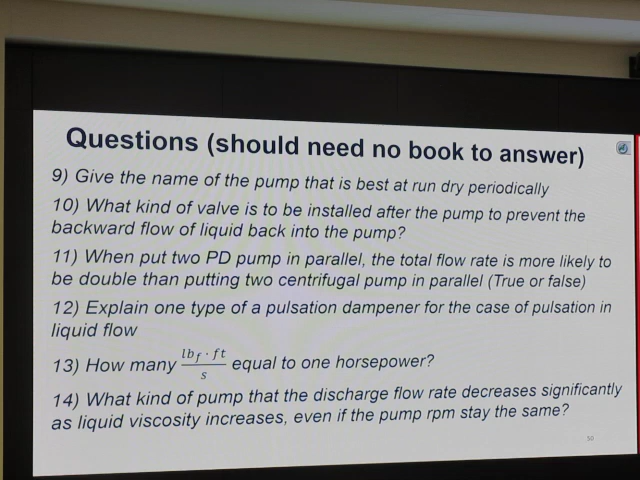 Questions (should need no book to answer)
9) Give the name of the pump that is best at run dry periodically
10) What kind of valve is to be installed after the pump to prevent the
backward flow of liquid back into the pump?
11) When put two PD pump in parallel, the total flow rate is more likely to
be double than putting two centrifugal pump in parallel (True or false)
12) Explain one type of a pulsation dampener for the case of pulsation in
liquid flow
13) How many lb_f · ft / s equal to one horsepower?
14) What kind of pump that the discharge flow rate decreases significantly
as liquid viscosity increases, even if the pump rpm stay the same?